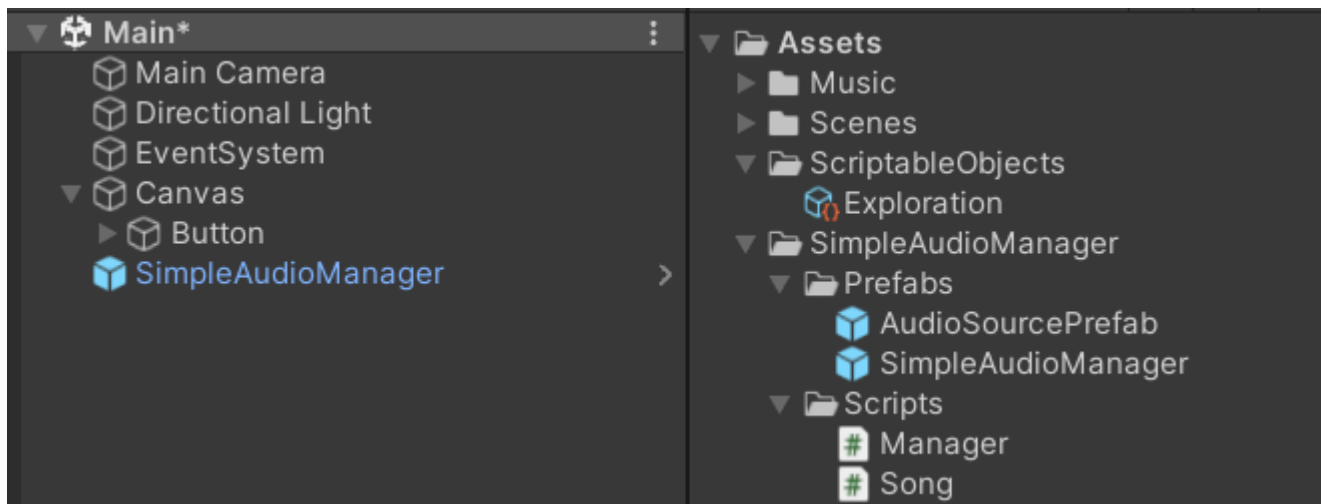 Main*
Main Camera
Directional Light
EventSystem
Canvas
Button
SimpleAudioManager
Assets
Music
Scenes
ScriptableObjects
Exploration
SimpleAudioManager
Prefabs
AudioSourcePrefab
SimpleAudioManager
Scripts
Manager
Song